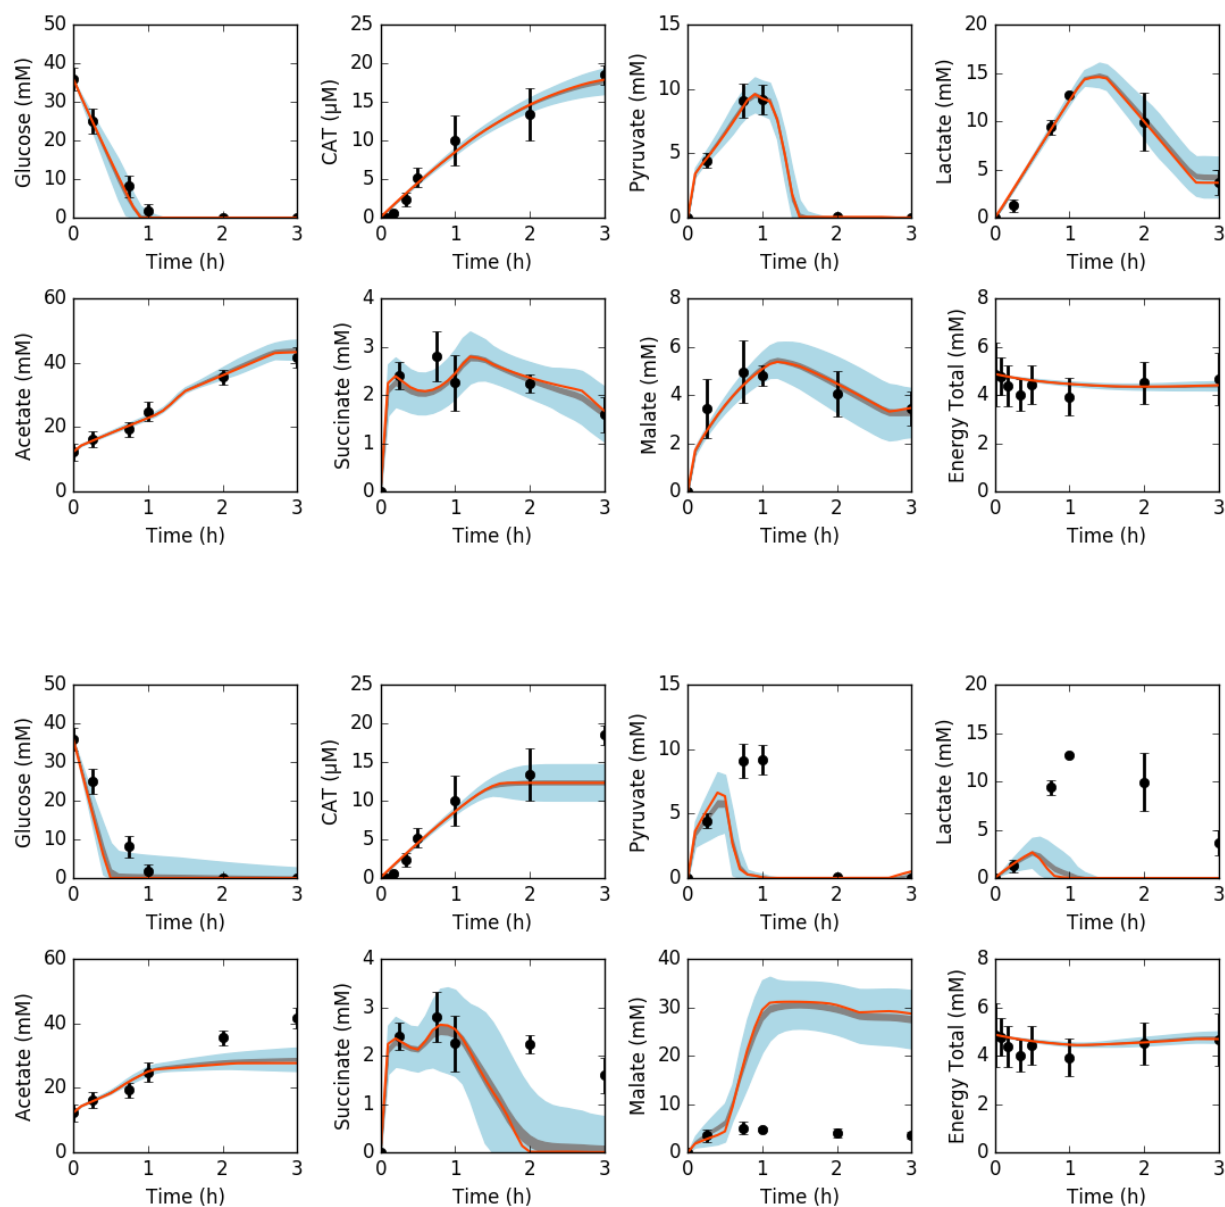 Glucose (mM)
50
40
30
20
10
0
0 1 2 3
Time (h)
CAT (µM)
25
20
15
10
5
0
0 1 2 3
Time (h)
Pyruvate (mM)
15
10
5
0
0 1 2 3
Time (h)
Lactate (mM)
20
15
10
5
0
0 1 2 3
Time (h)
Acetate (mM)
60
40
20
0
0 1 2 3
Time (h)
Succinate (mM)
4
3
2
1
0
0 1 2 3
Time (h)
Malate (mM)
8
6
4
2
0
0 1 2 3
Time (h)
Energy Total (mM)
8
6
4
2
0
0 1 2 3
Time (h)
Glucose (mM)
50
40
30
20
10
0
0 1 2 3
Time (h)
CAT (µM)
25
20
15
10
5
0
0 1 2 3
Time (h)
Pyruvate (mM)
15
10
5
0
0 1 2 3
Time (h)
Lactate (mM)
20
15
10
5
0
0 1 2 3
Time (h)
Acetate (mM)
60
40
20
0
0 1 2 3
Time (h)
Succinate (mM)
4
3
2
1
0
0 1 2 3
Time (h)
Malate (mM)
40
30
20
10
0
0 1 2 3
Time (h)
Energy Total (mM)
8
6
4
2
0
0 1 2 3
Time (h)